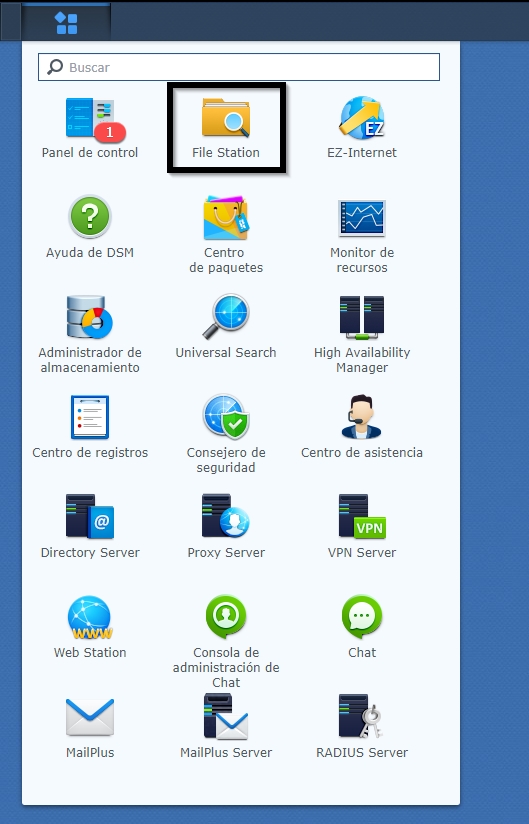 Buscar
1
Panel de control
File Station
EZ
EZ-Internet
?
Ayuda de DSM
Centro
de paquetes
Monitor de
recursos
Administrador de
almacenamiento
Universal Search
High Availability
Manager
Centro de registros
Consejero de
seguridad
Centro de asistencia
@
Directory Server
Proxy Server
VPN
VPN Server
WWW
Web Station
Consola de
administración de
Chat
Chat
MailPlus
MailPlus Server
RADIUS Server